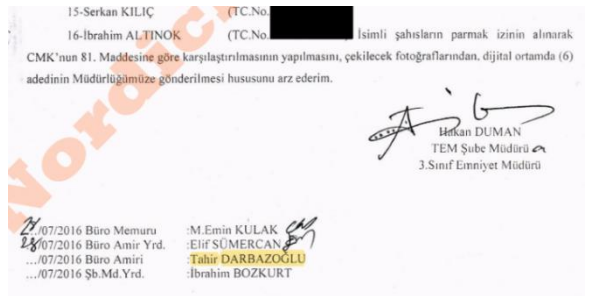 15-Serkan KILIÇ (TC.No.
16-İbrahim ALTINOK (TC.No. İsimli şahısların parmak izinin alınarak
CMK'nun 81. Maddesine göre karşılaştırılmasının yapılmasını, çekilecek fotoğraflarından, dijital ortamda (6)
adedinin Müdürlüğümüze gönderilmesi hususunu arz ederim.
Hakan DUMAN
TEM Şube Müdürü
3.Sınıf Emniyet Müdürü
27/07/2016 Büro Memuru :M.Emin KULAK
28/07/2016 Büro Amir Yrd. :Elif SÜMERCAN
.../07/2016 Büro Amiri :Tahir DARBAZOĞLU
.../07/2016 Şb.Md.Yrd. :İbrahim BOZKURT
Nordic